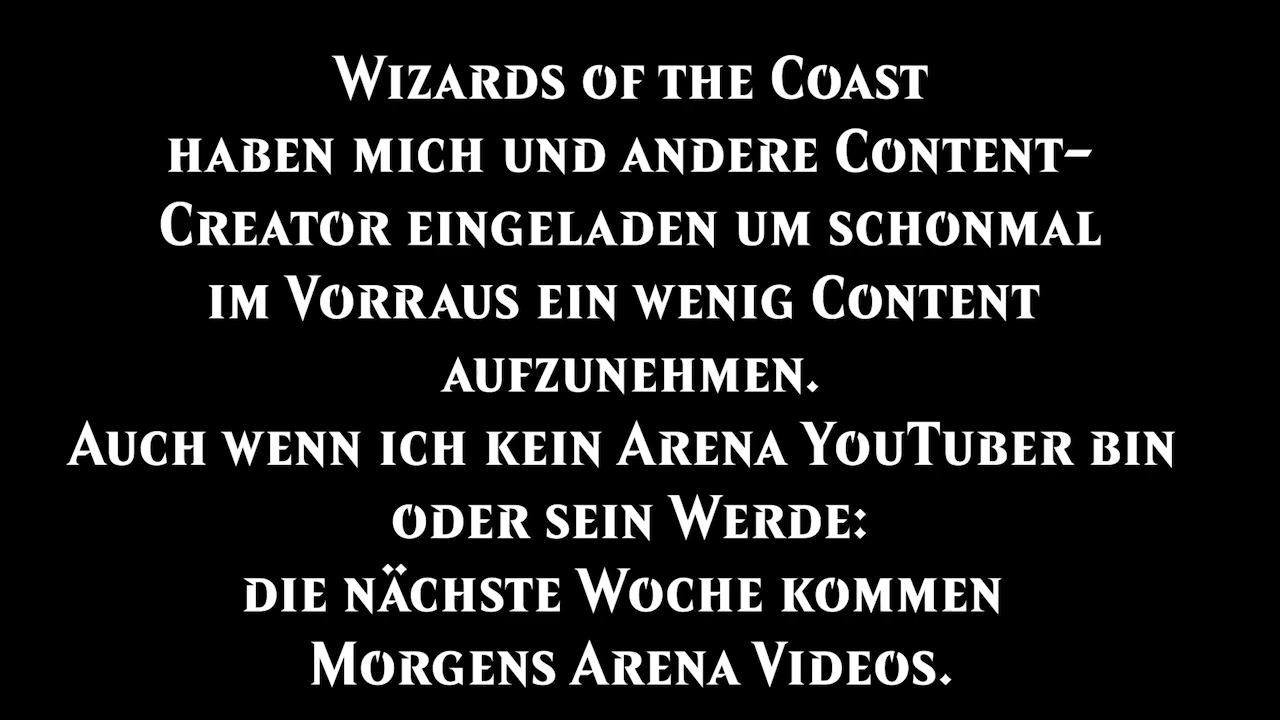 Wizards of the Coast
haben mich und andere Content-
Creator eingeladen um schonmal
im Vorraus ein wenig Content
aufzunehmen.
Auch wenn ich kein Arena YouTuber bin
oder sein Werde:
die nächste Woche kommen
Morgens Arena Videos.